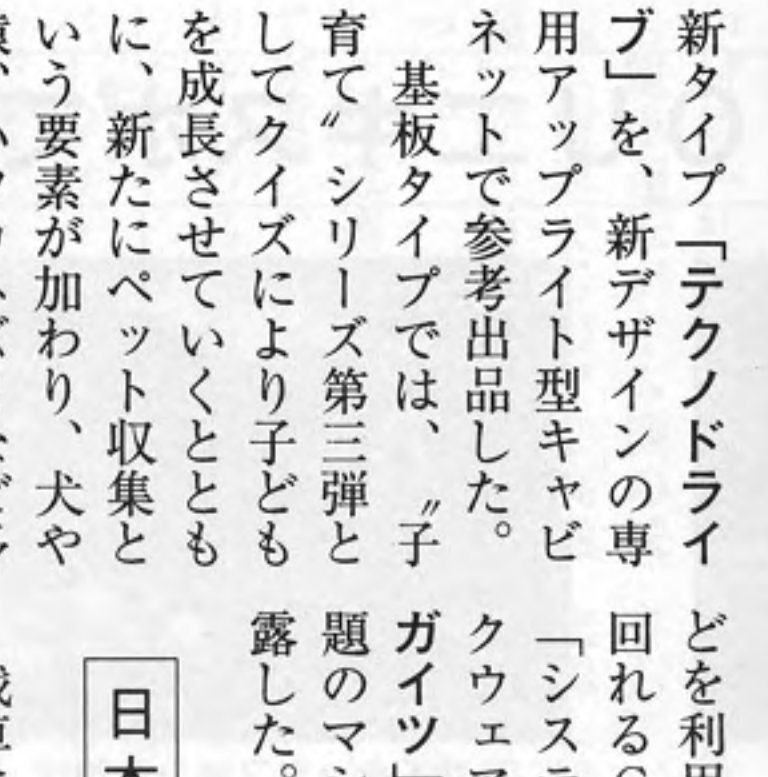 新タイプ「テクノドライ
ブ」を、新デザインの専
用アップライト型キャビ
ネットで参考出品した。
基板タイプでは、〝子
育て〟シリーズ第三弾と
してクイズにより子ども
を成長させていくととも
に、新たにペット収集と
いう要素が加わり、犬や
どを利用
回れる
「シス
クウェア
ガイツ」
題のマシ
露した。
日本